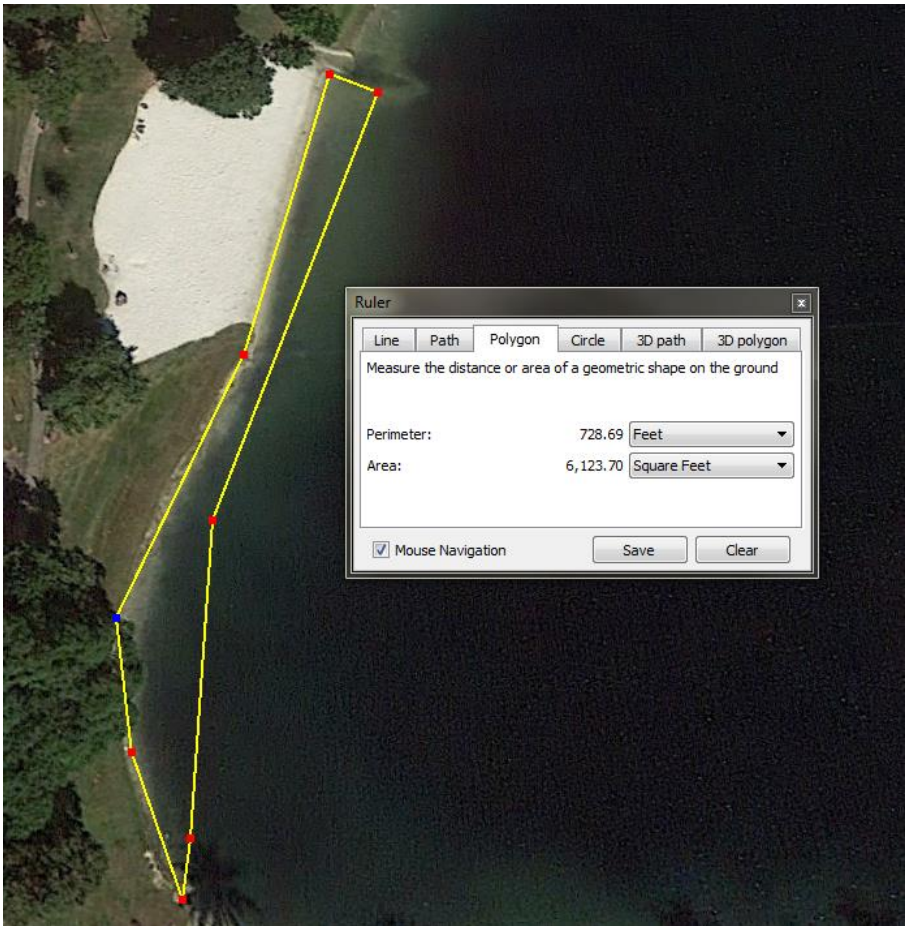 Ruler
Line Path Polygon Circle 3D path 3D polygon
Measure the distance or area of a geometric shape on the ground
Perimeter: 728.69 Feet
Area: 6,123.70 Square Feet
Mouse Navigation Save Clear